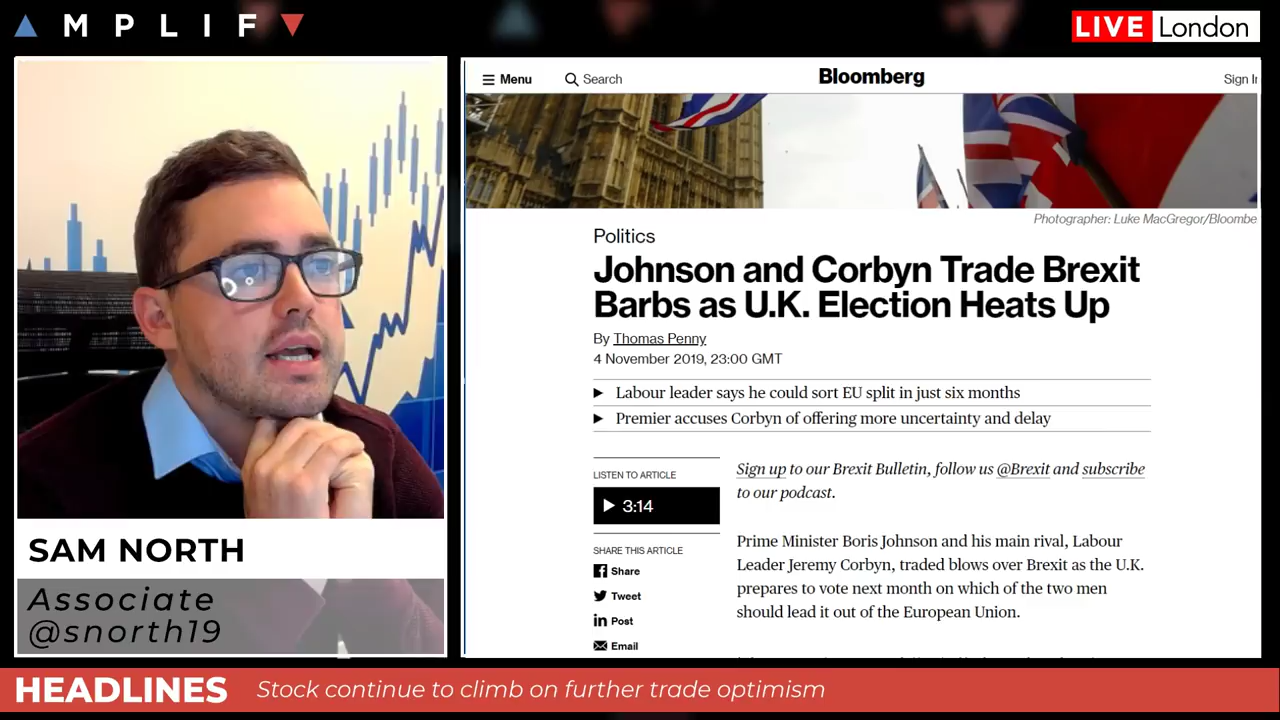 AMPLIFY
LIVE London
Menu
Search
Bloomberg
Sign In
Photographer: Luke MacGregor/Bloombe
Politics
Johnson and Corbyn Trade Brexit
Barbs as U.K. Election Heats Up
By Thomas Penny
4 November 2019, 23:00 GMT
Labour leader says he could sort EU split in just six months
Premier accuses Corbyn of offering more uncertainty and delay
LISTEN TO ARTICLE
3:14
SHARE THIS ARTICLE
Share
Tweet
Post
Email
Sign up to our Brexit Bulletin, follow us @Brexit and subscribe
to our podcast.
Prime Minister Boris Johnson and his main rival, Labour
Leader Jeremy Corbyn, traded blows over Brexit as the U.K.
prepares to vote next month on which of the two men
should lead it out of the European Union.
SAM NORTH
Associate
@snorth19
HEADLINES Stock continue to climb on further trade optimism